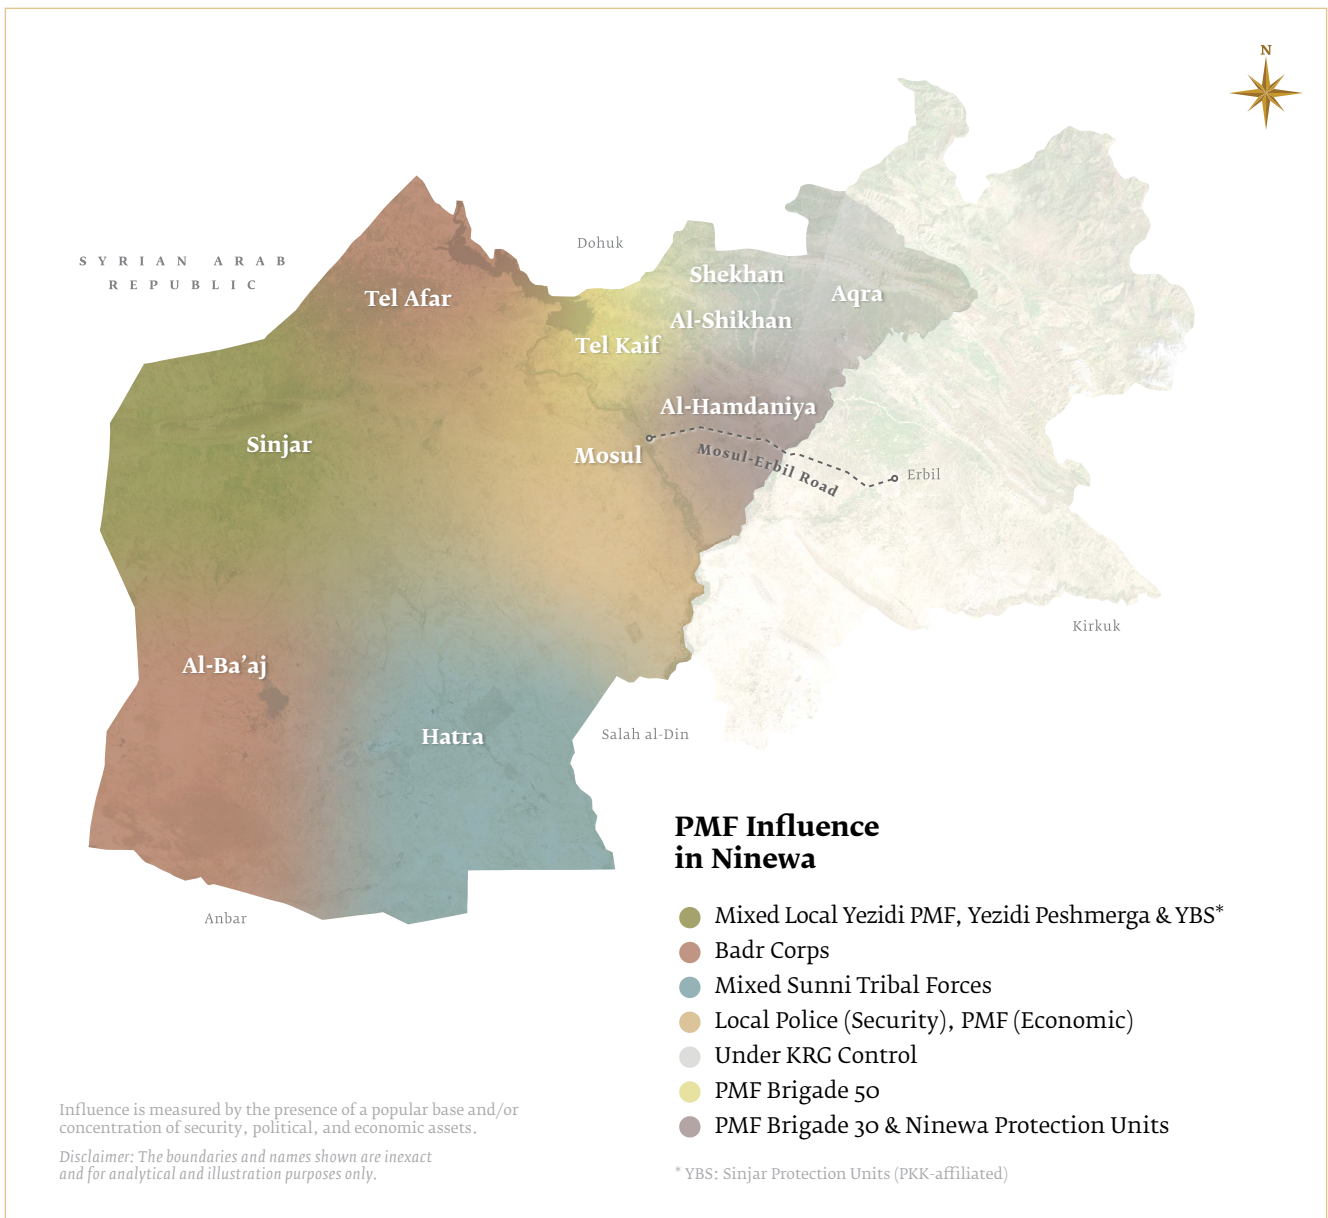 N
SYRIAN ARAB
REPUBLIC
Dohuk
Shekhan
Aqra
Tel Afar
Al-Shikhan
Tel Kaif
Al-Hamdaniya
Sinjar
Mosul
Mosul-Erbil Road
Erbil
Kirkuk
Al-Ba’aj
Hatra
Salah al-Din
Anbar
PMF Influence
in Ninewa
Mixed Local Yezidi PMF, Yezidi Peshmerga & YBS*
Badr Corps
Mixed Sunni Tribal Forces
Local Police (Security), PMF (Economic)
Under KRG Control
PMF Brigade 50
PMF Brigade 30 & Ninewa Protection Units
* YBS: Sinjar Protection Units (PKK-affiliated)
Influence is measured by the presence of a popular base and/or
concentration of security, political, and economic assets.
Disclaimer: The boundaries and names shown are inexact
and for analytical and illustration purposes only.